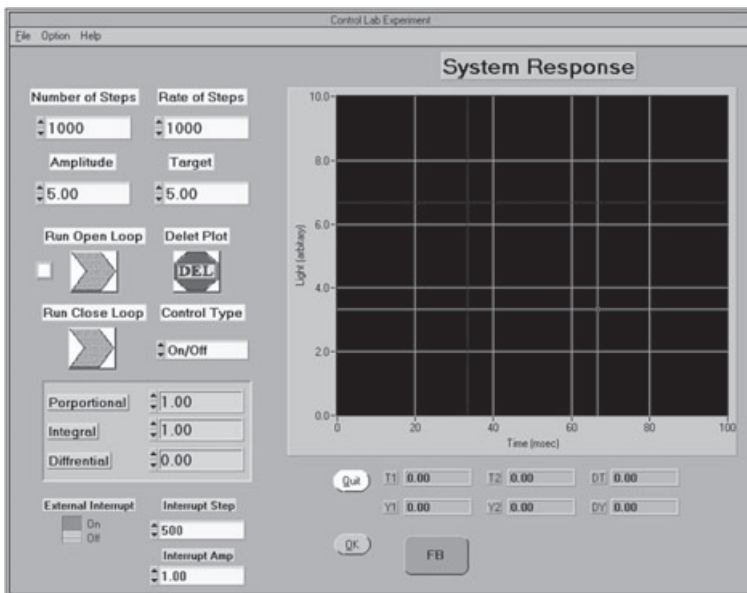 Control Lab Experiment
File Option Help
System Response
Number of Steps Rate of Steps
1000 1000
Amplitude Target
5.00 5.00
Run Open Loop Delet Plot
DEL
Run Close Loop Control Type
On/Off
Porportional 1.00
Integral 1.00
Diffrential 0.00
External Interrupt
On
Off
Interrupt Step
500
Interrupt Amp
1.00
Light (arbitary)
10.0
8.0
6.0
4.0
2.0
0.0
0 20 40 60 80 100
Time (msec)
Quit T1 0.00 T2 0.00 DT 0.00
Y1 0.00 Y2 0.00 DY 0.00
OK FB